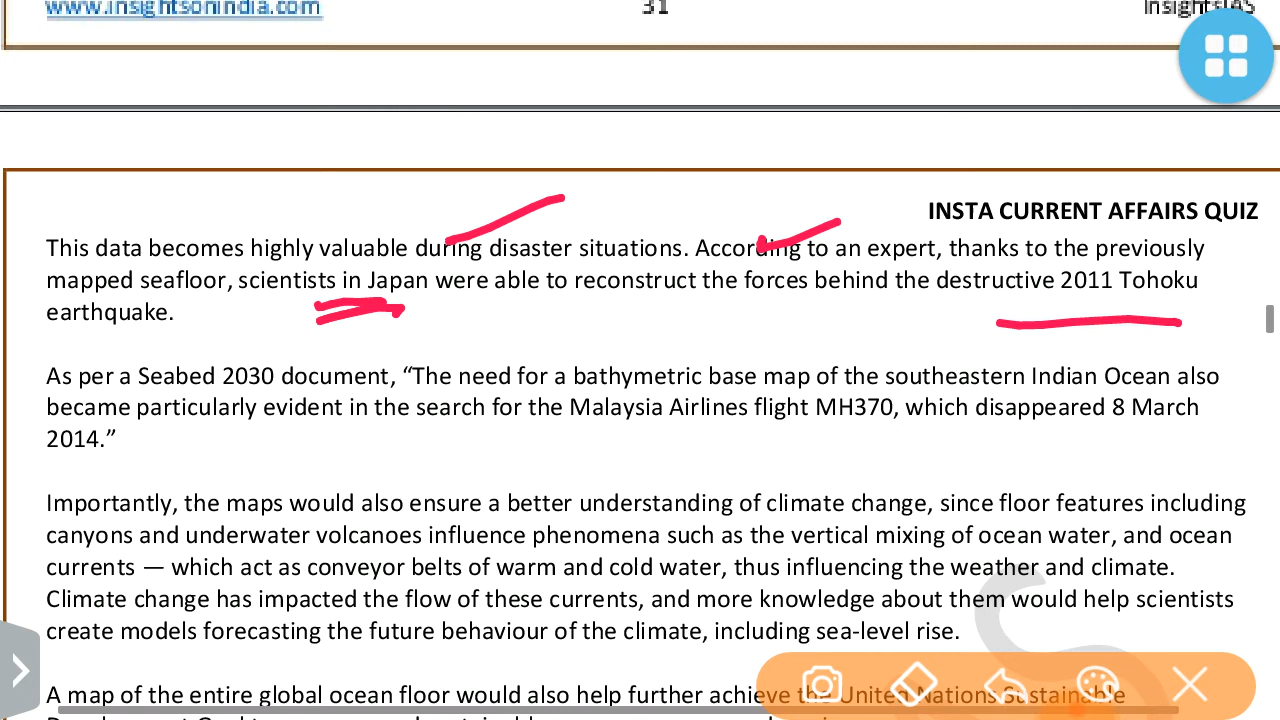 www.insightsonindia.com 31 InsightsIAS
INSTA CURRENT AFFAIRS QUIZ
This data becomes highly valuable during disaster situations. According to an expert, thanks to the previously
mapped seafloor, scientists in Japan were able to reconstruct the forces behind the destructive 2011 Tohoku
earthquake.
As per a Seabed 2030 document, “The need for a bathymetric base map of the southeastern Indian Ocean also
became particularly evident in the search for the Malaysia Airlines flight MH370, which disappeared 8 March
2014.”
Importantly, the maps would also ensure a better understanding of climate change, since floor features including
canyons and underwater volcanoes influence phenomena such as the vertical mixing of ocean water, and ocean
currents — which act as conveyor belts of warm and cold water, thus influencing the weather and climate.
Climate change has impacted the flow of these currents, and more knowledge about them would help scientists
create models forecasting the future behaviour of the climate, including sea-level rise.
A map of the entire global ocean floor would also help further achieve the United Nations Sustainable